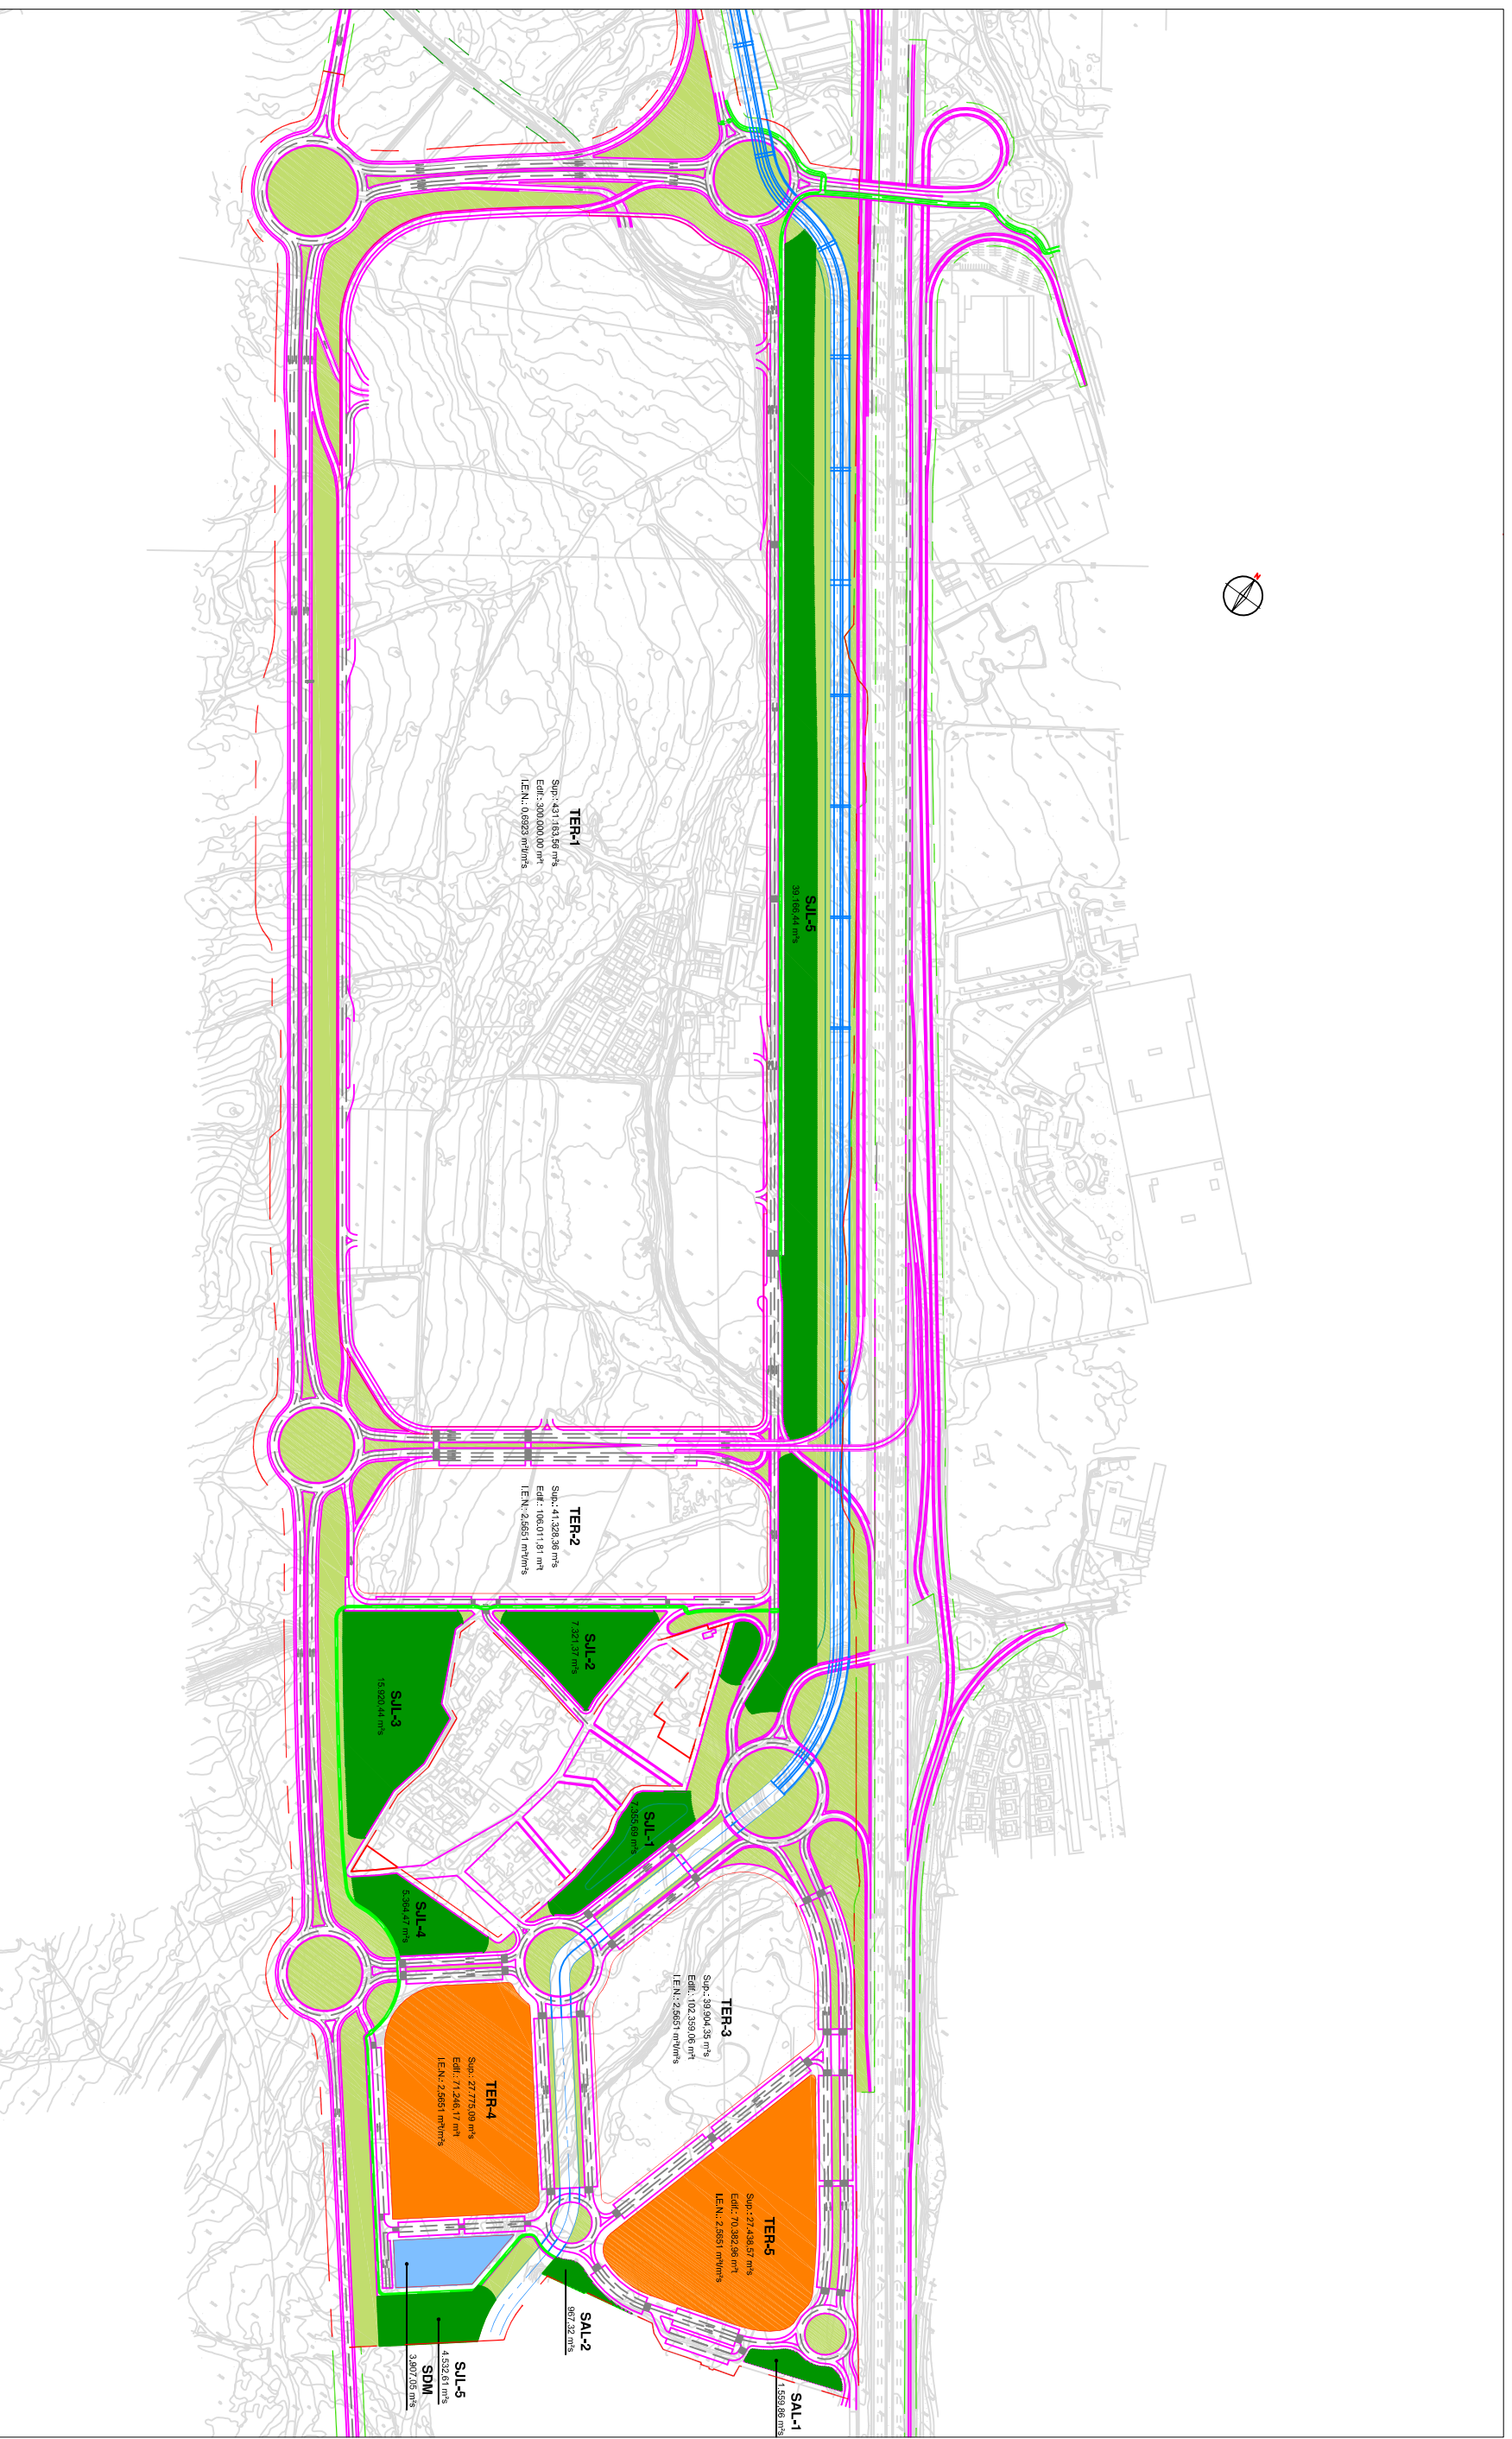 N
TER-1
Sup.: 431.163,56 m²s
Edif.: 300.000,00 m²t
I.E.N.: 0,6923 m²t/m²s
SJL-5
39.166,44 m²s
TER-2
Sup.: 41.328,36 m²s
Edif.: 106.011,81 m²t
I.E.N.: 2,5651 m²t/m²s
SJL-2
7.321,37 m²s
SJL-3
15.920,44 m²s
SJL-1
7.355,69 m²s
SJL-4
5.364,47 m²s
TER-3
Sup.: 39.904,35 m²s
Edif.: 102.359,06 m²t
I.E.N.: 2,5651 m²t/m²s
TER-4
Sup.: 27.775,09 m²s
Edif.: 71.246,17 m²t
I.E.N.: 2,5651 m²t/m²s
TER-5
Sup.: 27.438,57 m²s
Edif.: 70.382,96 m²t
I.E.N.: 2,5651 m²t/m²s
SAL-1
1.559,86 m²s
SAL-2
967,32 m²s
SJL-5
4.532,61 m²s
SDM
3.907,05 m²s